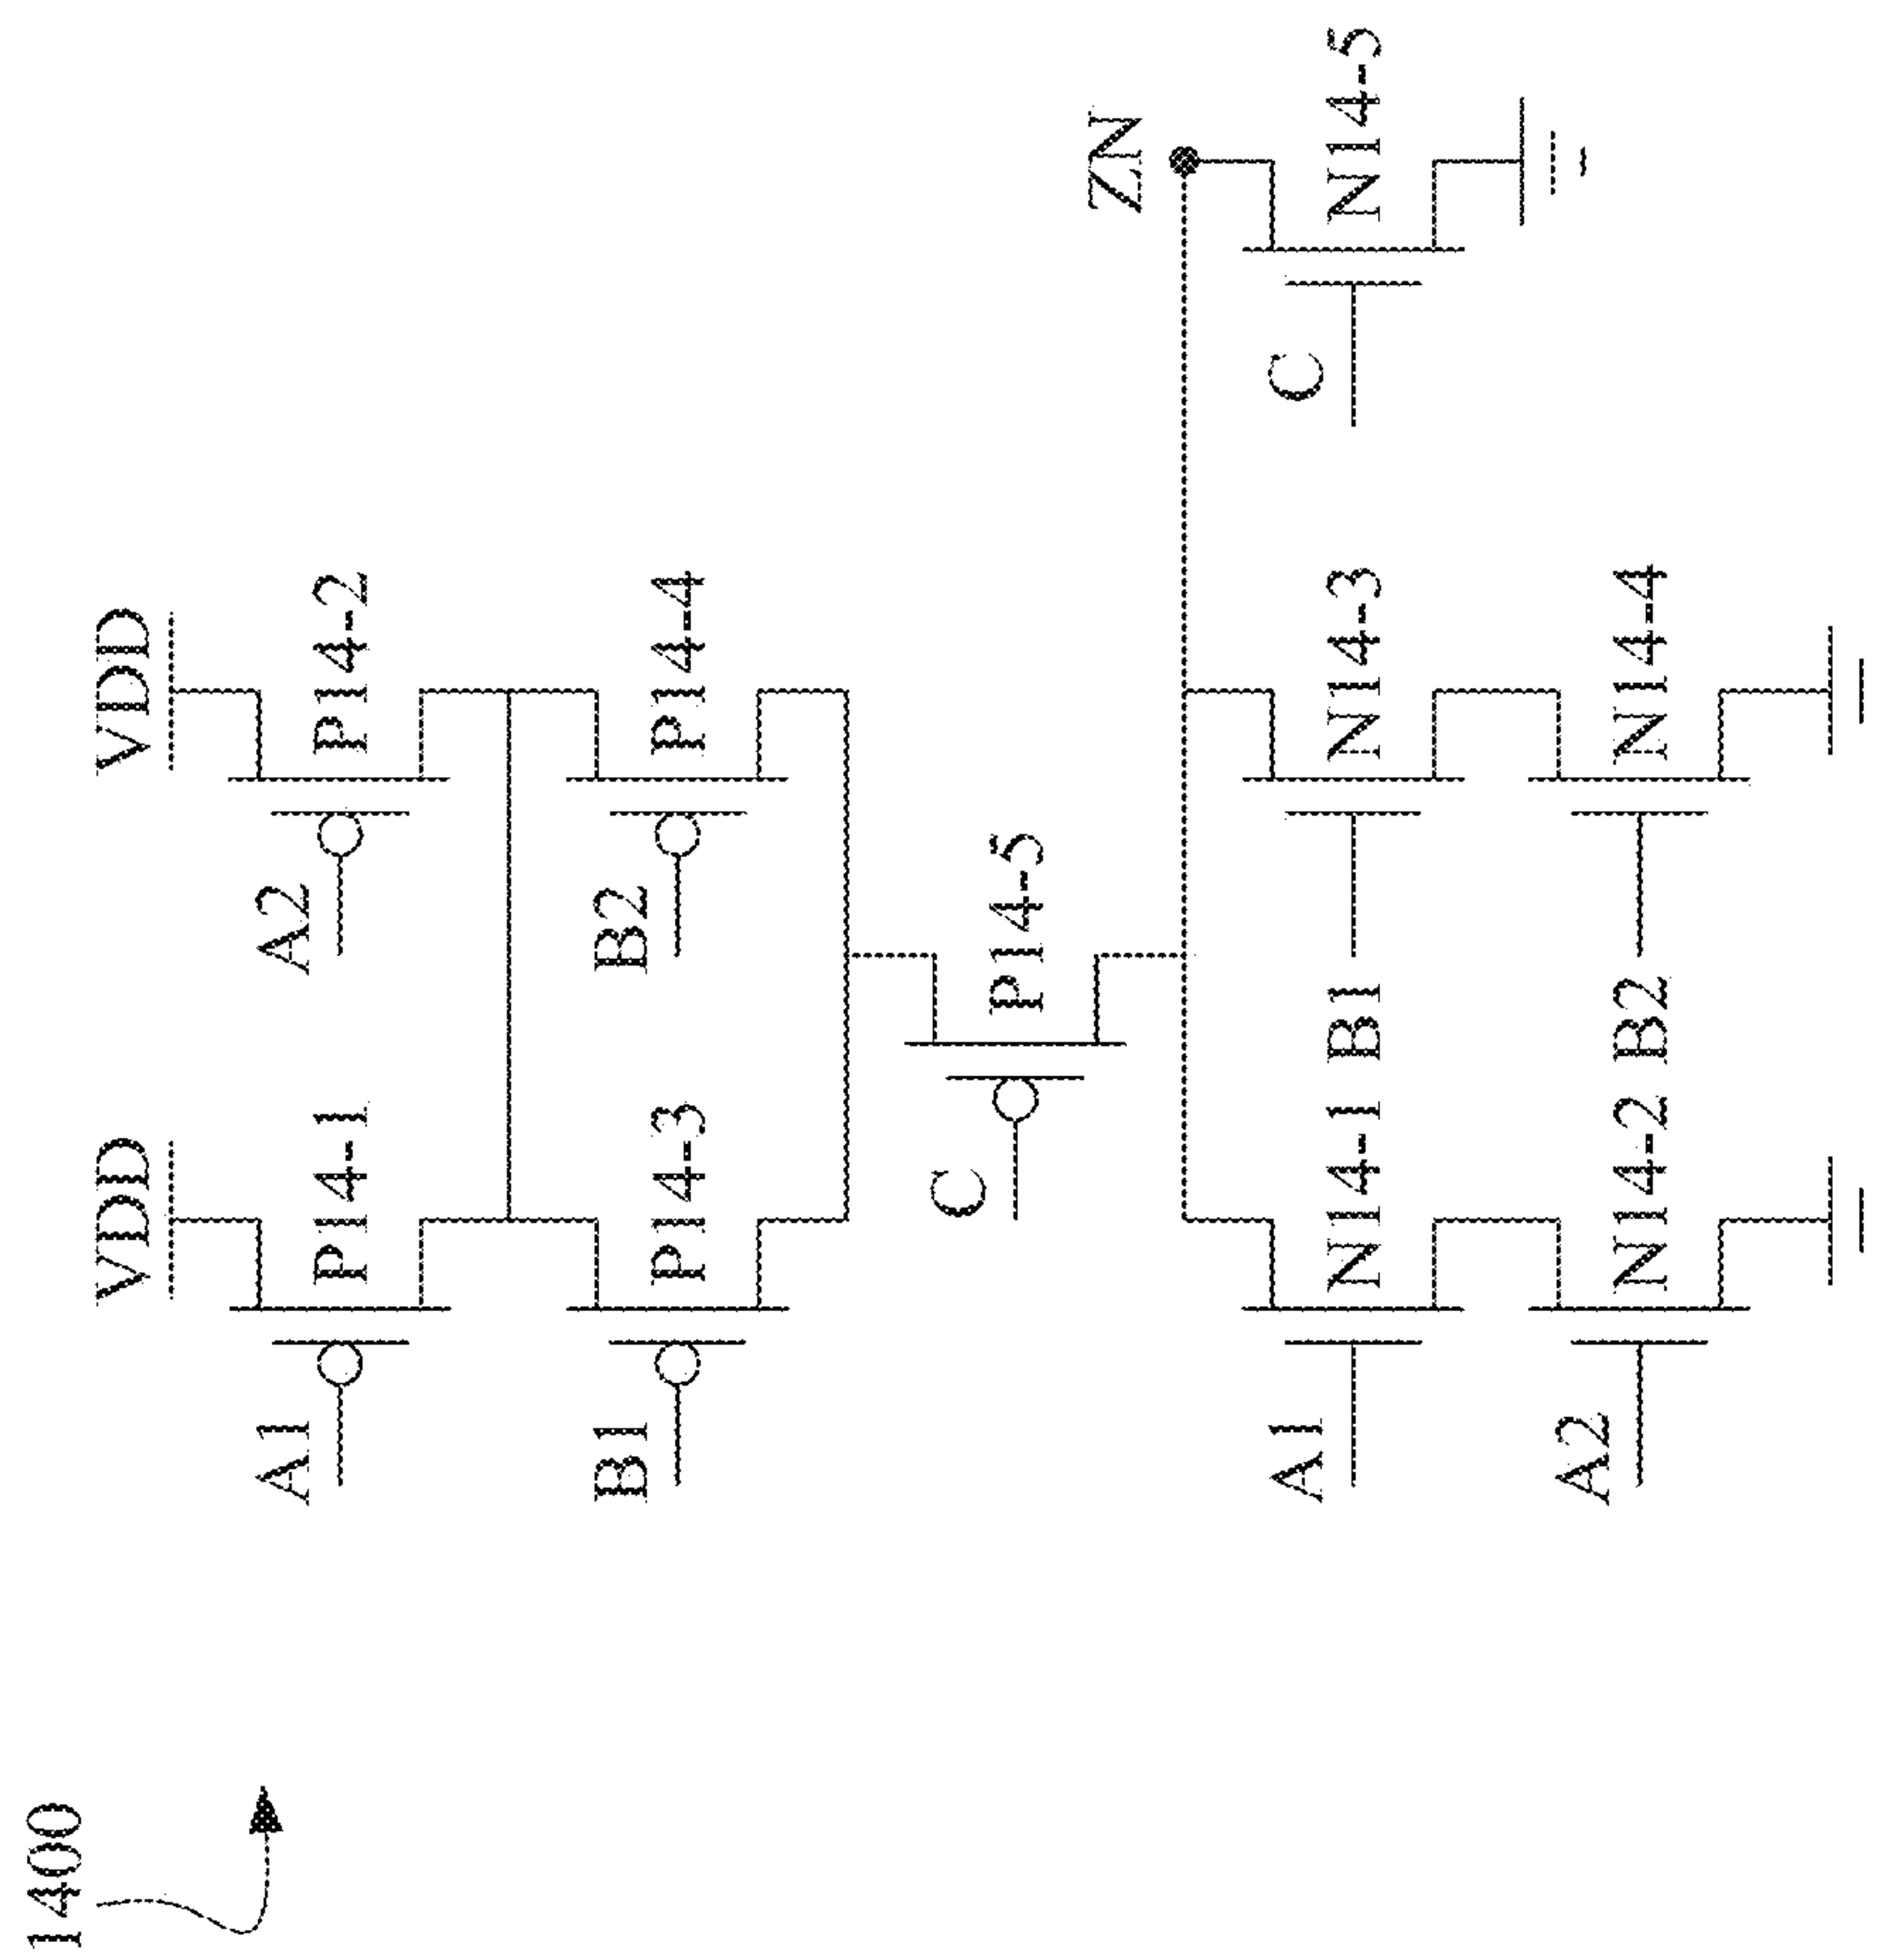 1400
VDD
VDD
A1
P14-1
A2
P14-2
B1
P14-3
B2
P14-4
C
P14-5
ZN
A1
N14-1
B1
N14-3
C
N14-5
A2
N14-2
B2
N14-4